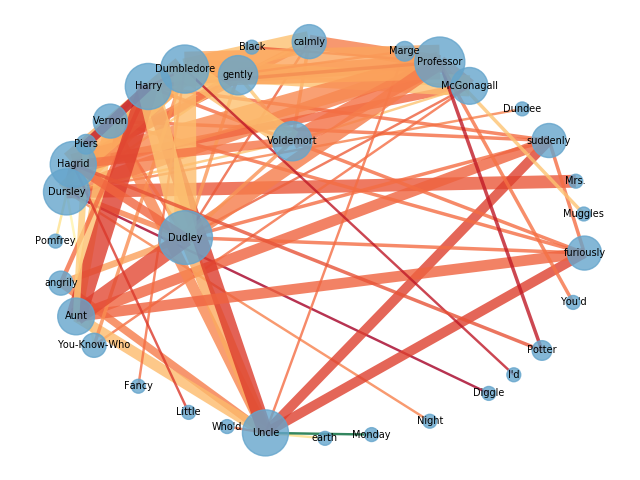 Black
calmly
Marge
Professor
Dumbledore
gently
Harry
McGonagall
Dundee
Vernon
Piers
Voldemort
suddenly
Hagrid
Mrs.
Dursley
Muggles
Pomfrey
Dudley
furiously
angrily
You'd
Aunt
You-Know-Who
Potter
I'd
Fancy
Diggle
Little
Night
Who'd
Uncle
earth
Monday